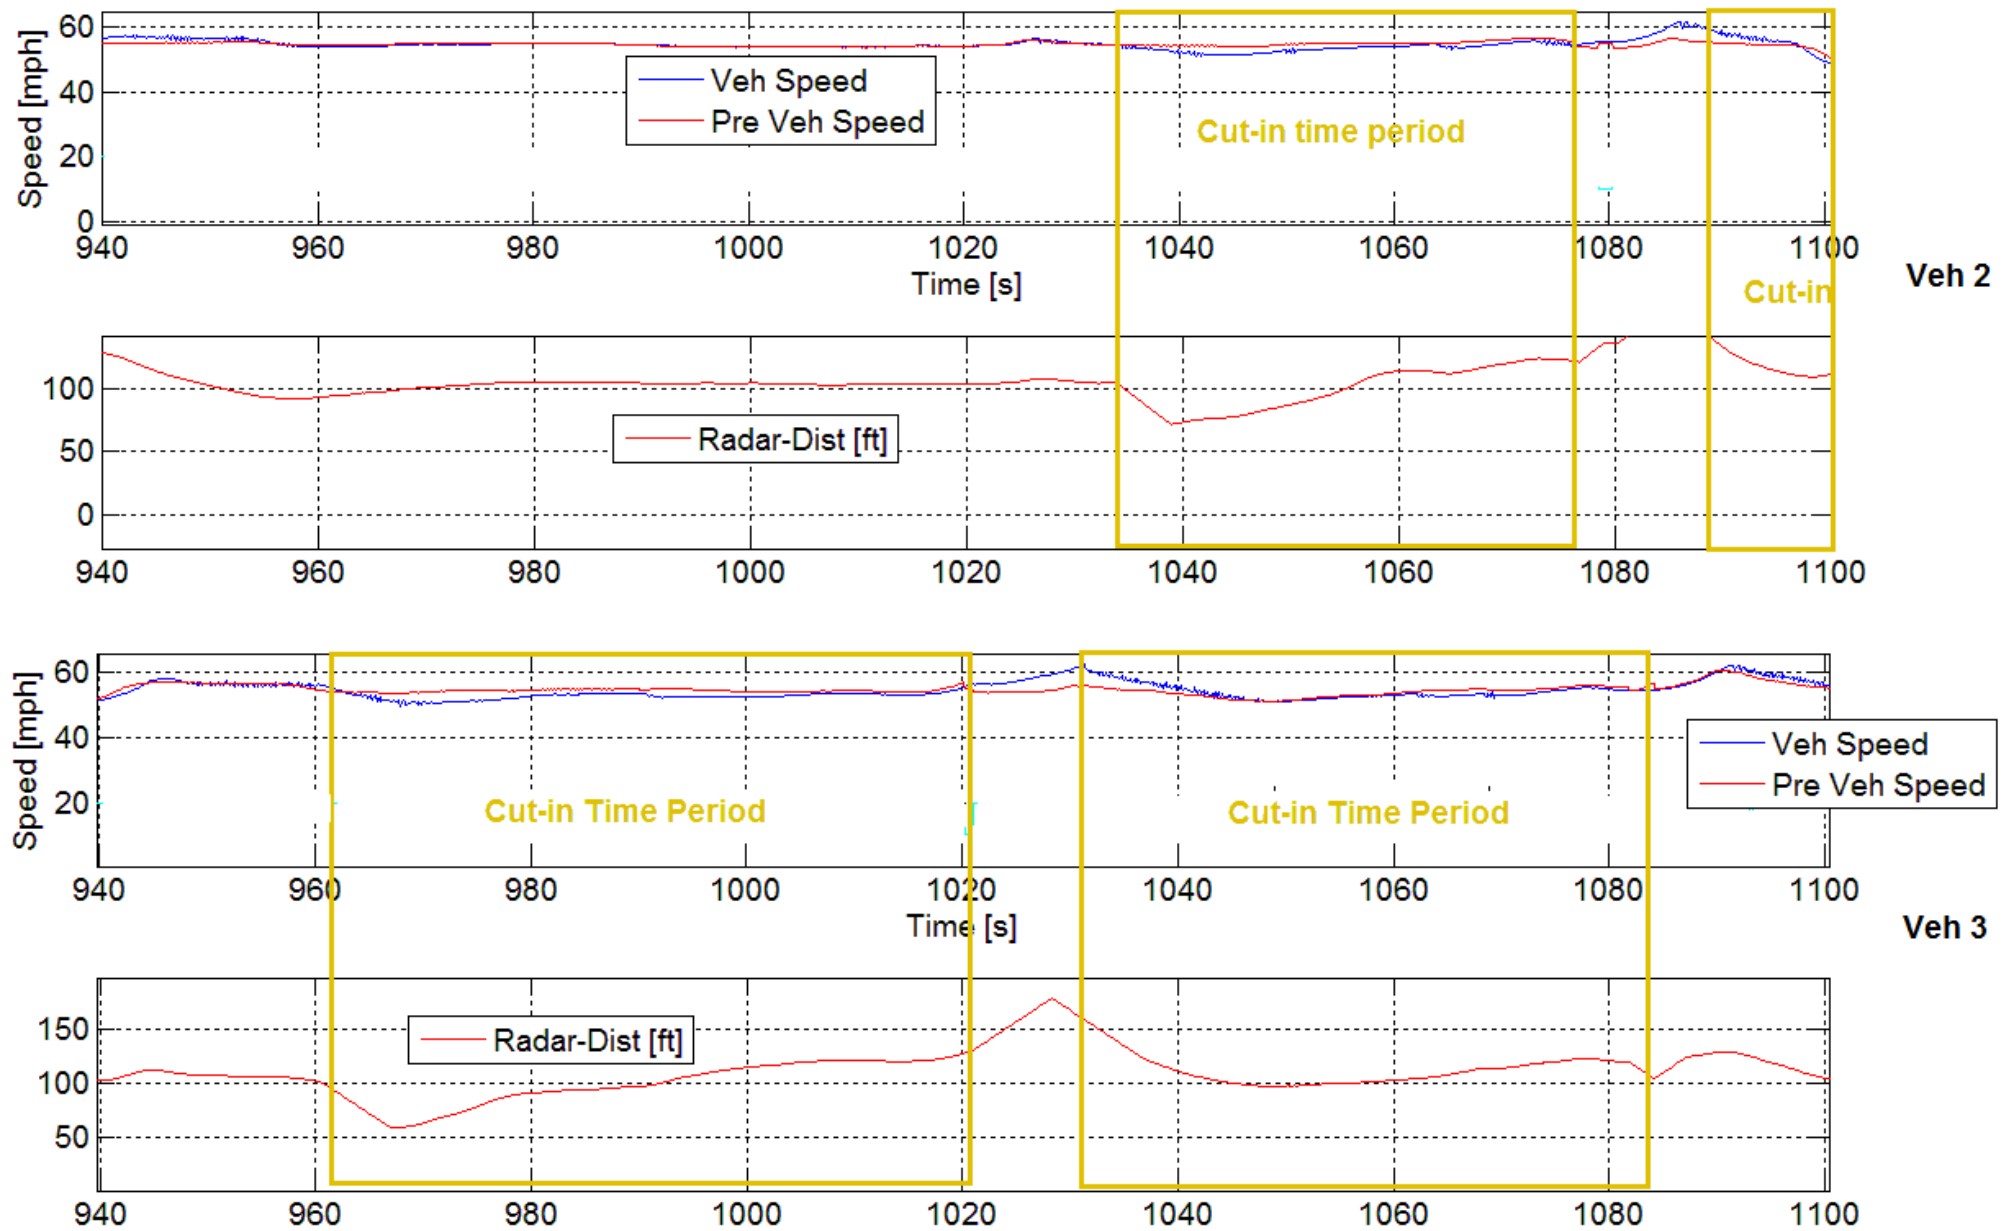 60
40
20
0
Speed [mph]
Veh Speed
Pre Veh Speed
Cut-in time period
940 960 980 1000 1020 1040 1060 1080 1100
Time [s]
Veh 2
Cut-in
100
50
0
Radar-Dist [ft]
940 960 980 1000 1020 1040 1060 1080 1100
60
40
20
Speed [mph]
Veh Speed
Pre Veh Speed
Cut-in Time Period
Cut-in Time Period
940 960 980 1000 1020 1040 1060 1080 1100
Time [s]
Veh 3
150
100
50
Radar-Dist [ft]
940 960 980 1000 1020 1040 1060 1080 1100